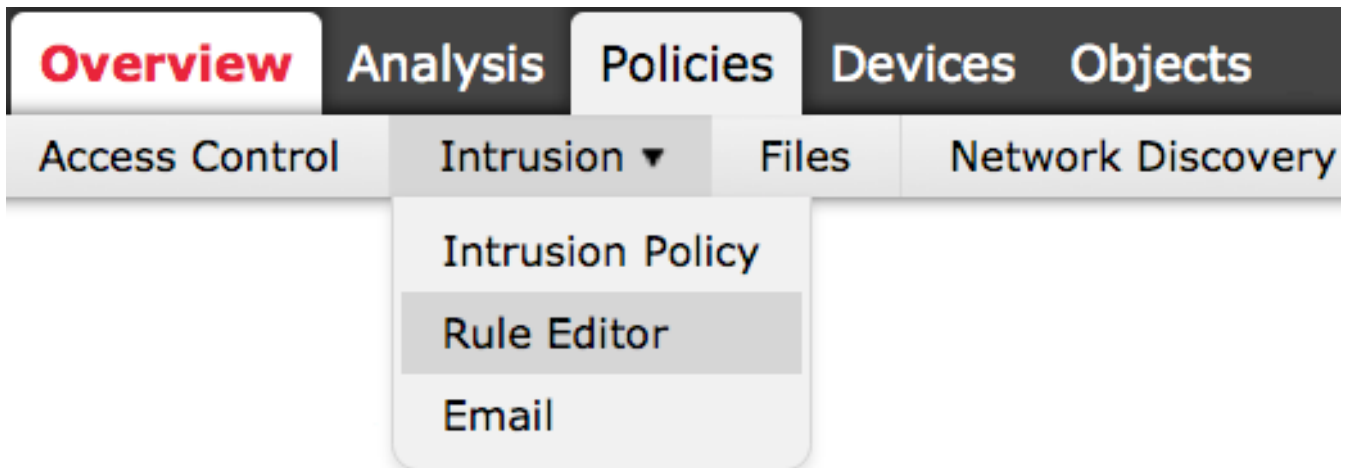 Overview Analysis Policies Devices Objects
Access Control Intrusion ▼ Files Network Discovery
Intrusion Policy
Rule Editor
Email